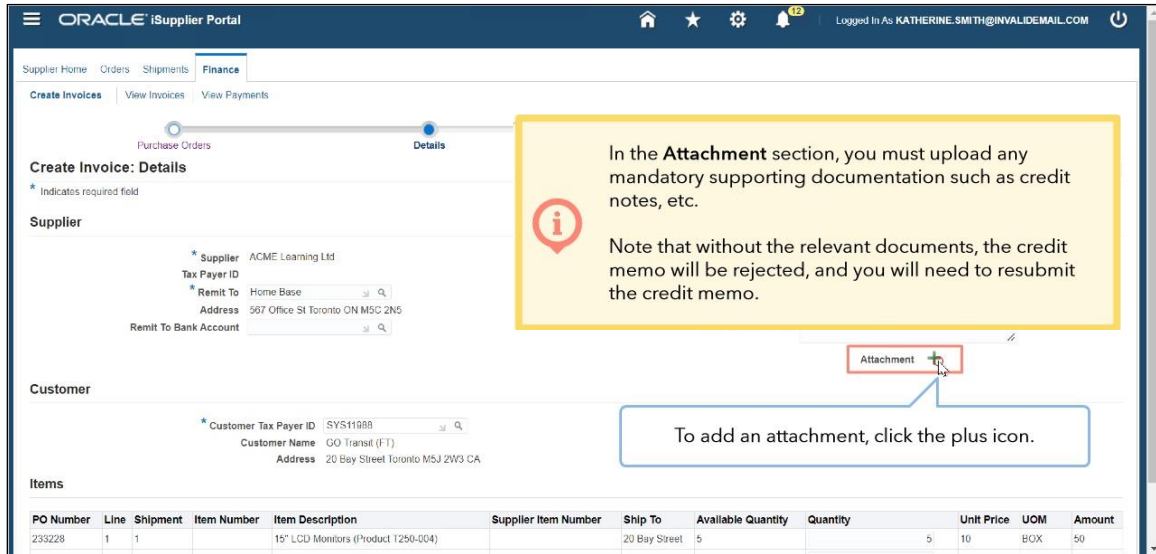 ORACLE® iSupplier Portal
12
Logged In As KATHERINE.SMITH@INVALIDEMAIL.COM
Supplier Home Orders Shipments Finance
Create Invoices View Invoices View Payments
Purchase Orders Details
Create Invoice: Details
* Indicates required field
In the Attachment section, you must upload any
mandatory supporting documentation such as credit
notes, etc.
Note that without the relevant documents, the credit
memo will be rejected, and you will need to resubmit
the credit memo.
Supplier
* Supplier ACME Learning Ltd
Tax Payer ID
* Remit To Home Base
Address 567 Office St Toronto ON M5C 2N5
Remit To Bank Account
Attachment
To add an attachment, click the plus icon.
Customer
* Customer Tax Payer ID SYS11988
Customer Name GO Transit (FT)
Address 20 Bay Street Toronto M5J 2W3 CA
Items
PO Number Line Shipment Item Number Item Description Supplier Item Number Ship To Available Quantity Quantity Unit Price UOM Amount
233228 1 1 15" LCD Monitors (Product T250-004) 20 Bay Street 5 5 10 BOX 50